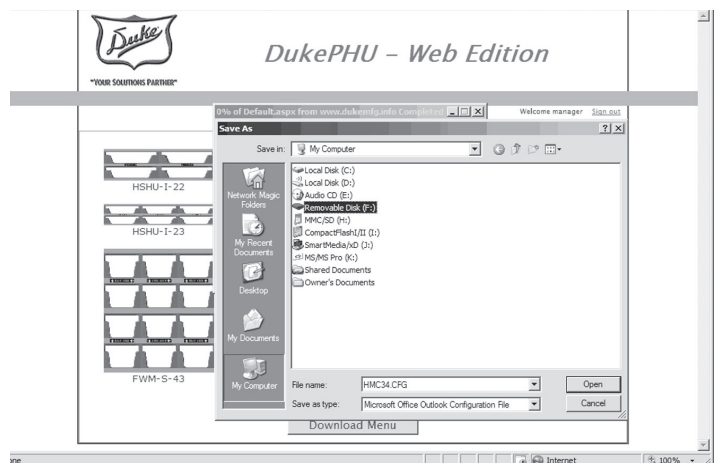 Duke
"YOUR SOLUTIONS PARTNER"
DukePHU – Web Edition
0% of Default.aspx from www.dukemfg.info Completed
Welcome manager Sign out
Save As
Save in: My Computer
HSHU-I-22
HSHU-I-23
FWM-S-43
Network Magic Folders
My Recent Documents
Desktop
My Documents
My Computer
Local Disk (C:)
Local Disk (D:)
Audio CD (E:)
Removable Disk (F:)
MMC/SD (H:)
CompactFlashI/II (I:)
SmartMedia/xD (J:)
MS/MS Pro (K:)
Shared Documents
Owner's Documents
File name: HMC34.CFG Open
Save as type: Microsoft Office Outlook Configuration File Cancel
Download Menu
one Internet 100%